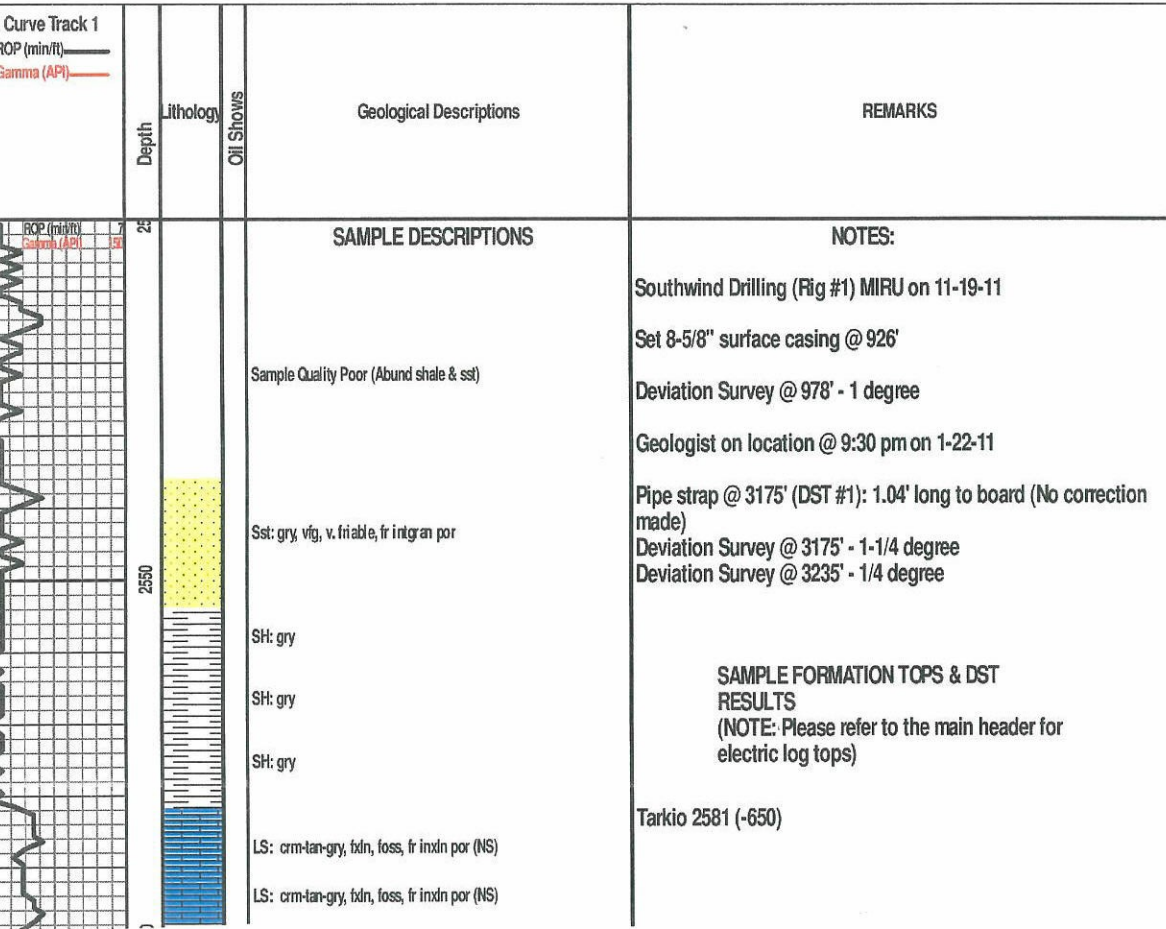 Curve Track 1
ROP (min/ft)
Gamma (API)
Depth
Lithology
Oil Shows
Geological Descriptions
REMARKS
ROP (min/ft) 7
Gamma (API) 150
25
SAMPLE DESCRIPTIONS
NOTES:
Southwind Drilling (Rig #1) MIRU on 11-19-11
Set 8-5/8" surface casing @ 926'
Sample Quality Poor (Abund shale & sst)
Deviation Survey @ 978' - 1 degree
Geologist on location @ 9:30 pm on 1-22-11
Pipe strap @ 3175' (DST #1): 1.04' long to board (No correction
made)
Sst: gry, vfg, v. friable, fr intgran por
Deviation Survey @ 3175' - 1-1/4 degree
Deviation Survey @ 3235' - 1/4 degree
2550
SH: gry
SAMPLE FORMATION TOPS & DST
RESULTS
(NOTE: Please refer to the main header for
electric log tops)
SH: gry
SH: gry
Tarkio 2581 (-650)
LS: crm-tan-gry, fxln, foss, fr inxln por (NS)
LS: crm-tan-gry, fxln, foss, fr inxln por (NS)